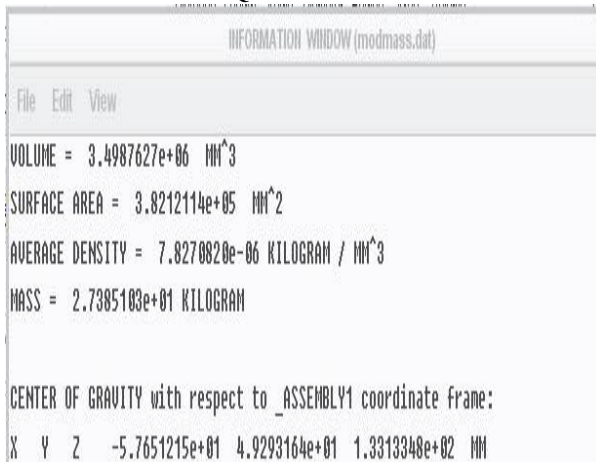 INFORMATION WINDOW (modmass.dat)
File Edit View
VOLUME = 3.4987627e+06 MM^3
SURFACE AREA = 3.8212114e+05 MM^2
AVERAGE DENSITY = 7.8270820e-06 KILOGRAM / MM^3
MASS = 2.7385103e+01 KILOGRAM
CENTER OF GRAVITY with respect to _ASSEMBLY1 coordinate frame:
X Y Z -5.7651215e+01 4.9293164e+01 1.3313348e+02 MM